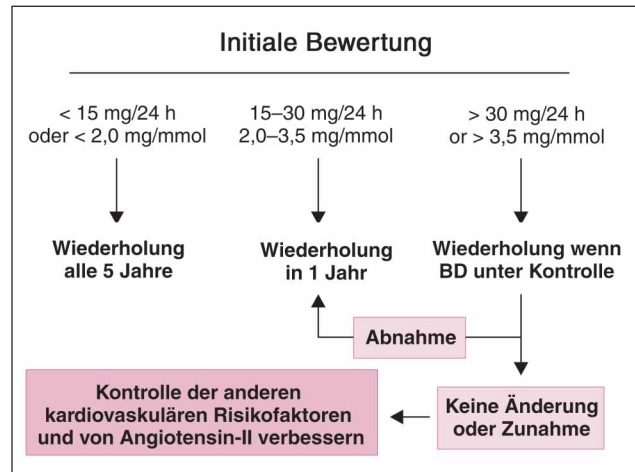 Initiale Bewertung
< 15 mg/24 h
oder < 2,0 mg/mmol
15–30 mg/24 h
2,0–3,5 mg/mmol
> 30 mg/24 h
or > 3,5 mg/mmol
Wiederholung
alle 5 Jahre
Wiederholung
in 1 Jahr
Wiederholung wenn
BD unter Kontrolle
Abnahme
Keine Änderung
oder Zunahme
Kontrolle der anderen
kardiovaskulären Risikofaktoren
und von Angiotensin-II verbessern